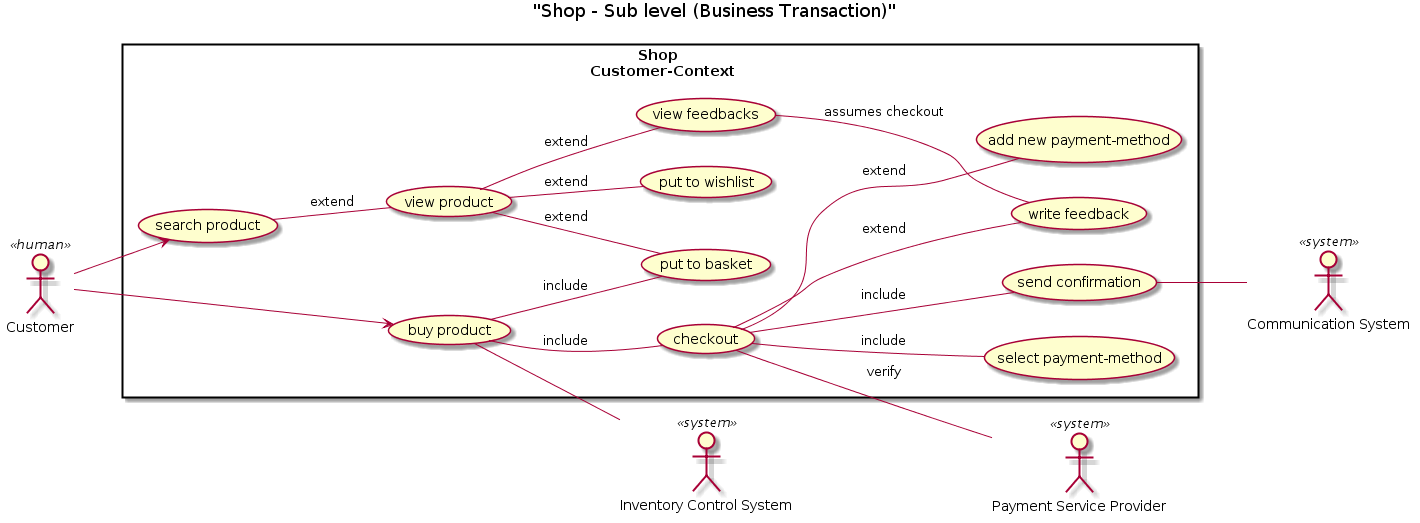 "Shop - Sub level (Business Transaction)"
Shop
Customer-Context
view feedbacks
assumes checkout
add new payment-method
extend
extend
put to wishlist
extend
view product
extend
extend
search product
write feedback
extend
put to basket
send confirmation
include
include
buy product
include
checkout
include
select payment-method
verify
«human»
Customer
«system»
Communication System
«system»
Inventory Control System
«system»
Payment Service Provider